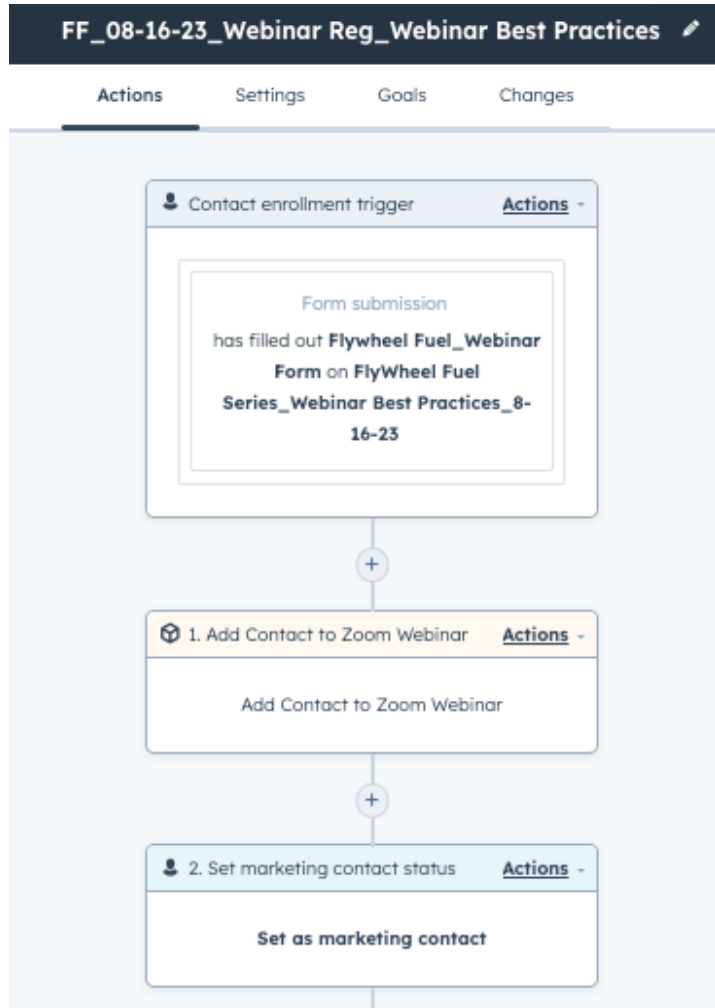 FF_08-16-23_Webinar Reg_Webinar Best Practices
Actions Settings Goals Changes
Contact enrollment trigger Actions
Form submission
has filled out Flywheel Fuel_Webinar
Form on FlyWheel Fuel
Series_Webinar Best Practices_8-
16-23
+
1. Add Contact to Zoom Webinar Actions
Add Contact to Zoom Webinar
+
2. Set marketing contact status Actions
Set as marketing contact